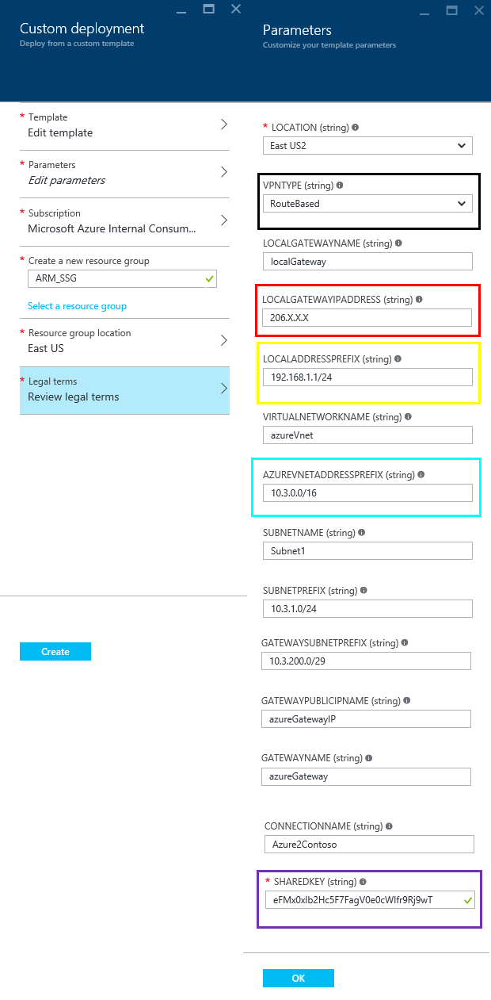 Custom deployment
Deploy from a custom template
* Template
Edit template
* Parameters
Edit parameters
* Subscription
Microsoft Azure Internal Consum...
* Create a new resource group
ARM_SSG
Select a resource group
* Resource group location
East US
* Legal terms
Review legal terms
Create
Parameters
Customize your template parameters
* LOCATION (string)
East US2
VPNTYPE (string)
RouteBased
LOCALGATEWAYNAME (string)
localGateway
LOCALGATEWAYIPADDRESS (string)
206.X.X.X
LOCALADDRESSPREFIX (string)
192.168.1.1/24
VIRTUALNETWORKNAME (string)
azureVnet
AZUREVNETADDRESSPREFIX (string)
10.3.0.0/16
SUBNETNAME (string)
Subnet1
SUBNETPREFIX (string)
10.3.1.0/24
GATEWAYSUBNETPREFIX (string)
10.3.200.0/29
GATEWAYPUBLICIPNAME (string)
azureGatewayIP
GATEWAYNAME (string)
azureGateway
CONNECTIONNAME (string)
Azure2Contoso
* SHAREDKEY (string)
eFMx0xIb2Hc5F7FagV0e0cWIfr9Rj9wT
OK